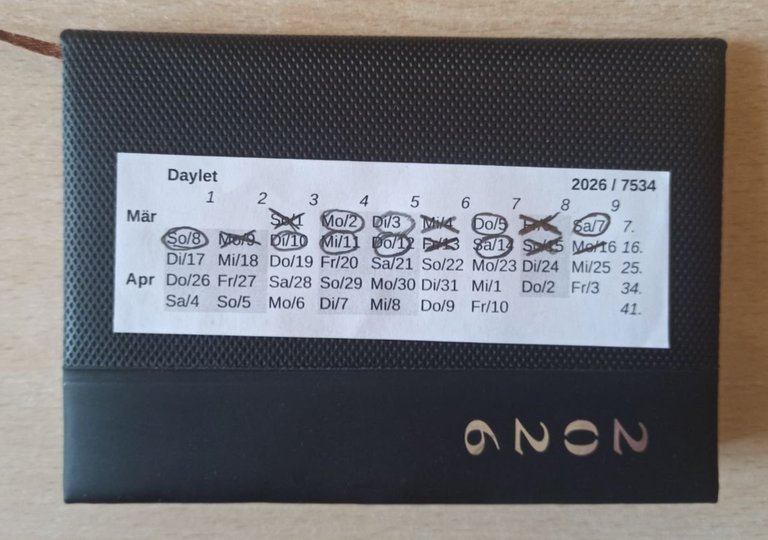 Daylet 2026 / 7534
1 2 3 4 5 6 7 8 9
Mär So/1 Mo/2 Di/3 Mi/4 Do/5 Sa/7 7.
So/8 Mo/9 Di/10 Mi/11 Do/12 Fr/13 Sa/14 So/15 Mo/16 16.
Di/17 Mi/18 Do/19 Fr/20 Sa/21 So/22 Mo/23 Di/24 Mi/25 25.
Apr Do/26 Fr/27 Sa/28 So/29 Mo/30 Di/31 Mi/1 Do/2 Fr/3 34.
Sa/4 So/5 Mo/6 Di/7 Mi/8 Do/9 Fr/10 41.
2026